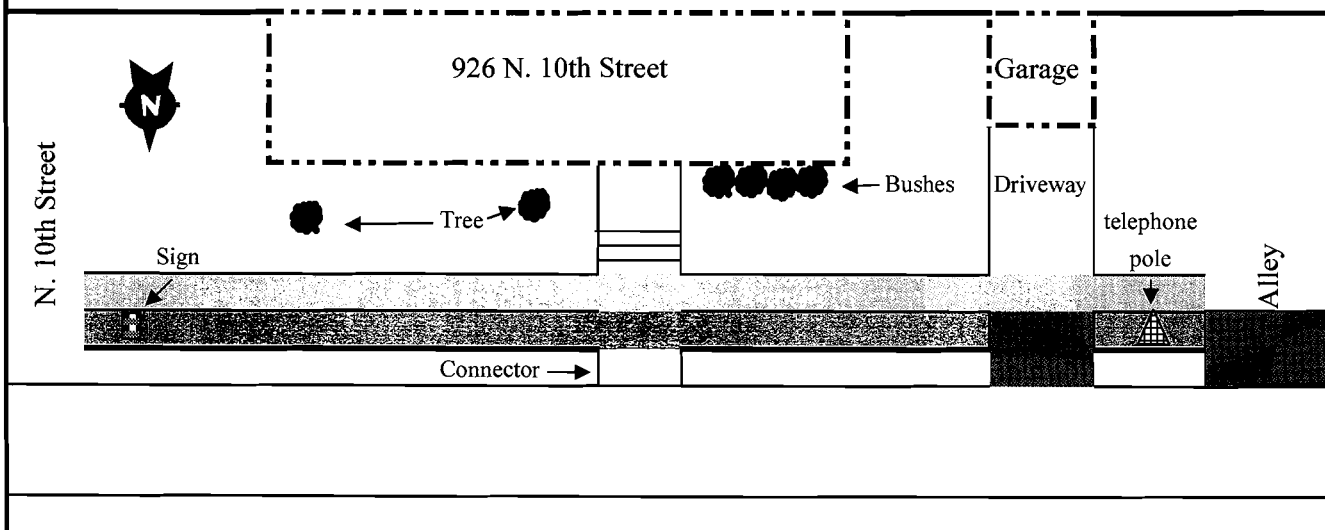 926 N. 10th Street
Garage
N
N. 10th Street
Bushes
Driveway
Tree
telephone
pole
Sign
Alley
Connector